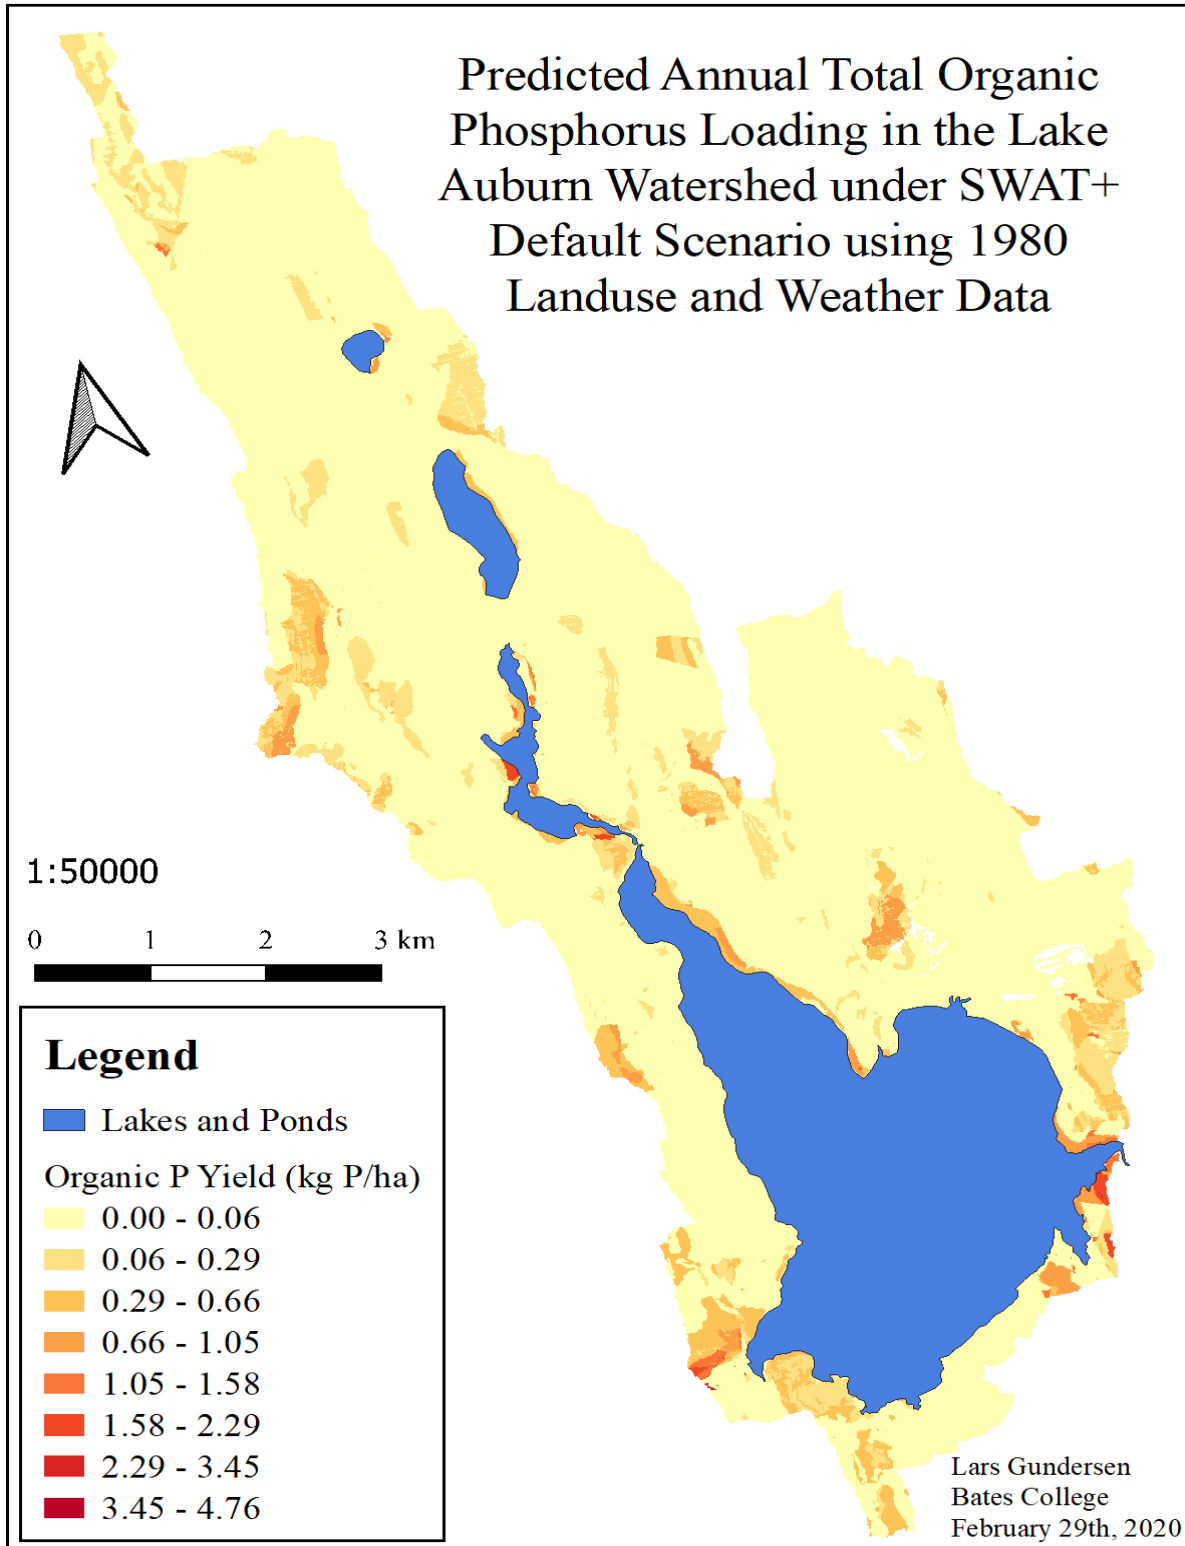 Predicted Annual Total Organic
Phosphorus Loading in the Lake
Auburn Watershed under SWAT+
Default Scenario using 1980
Landuse and Weather Data
1:50000
0 1 2 3 km
Legend
Lakes and Ponds
Organic P Yield (kg P/ha)
0.00 - 0.06
0.06 - 0.29
0.29 - 0.66
0.66 - 1.05
1.05 - 1.58
1.58 - 2.29
2.29 - 3.45
3.45 - 4.76
Lars Gundersen
Bates College
February 29th, 2020